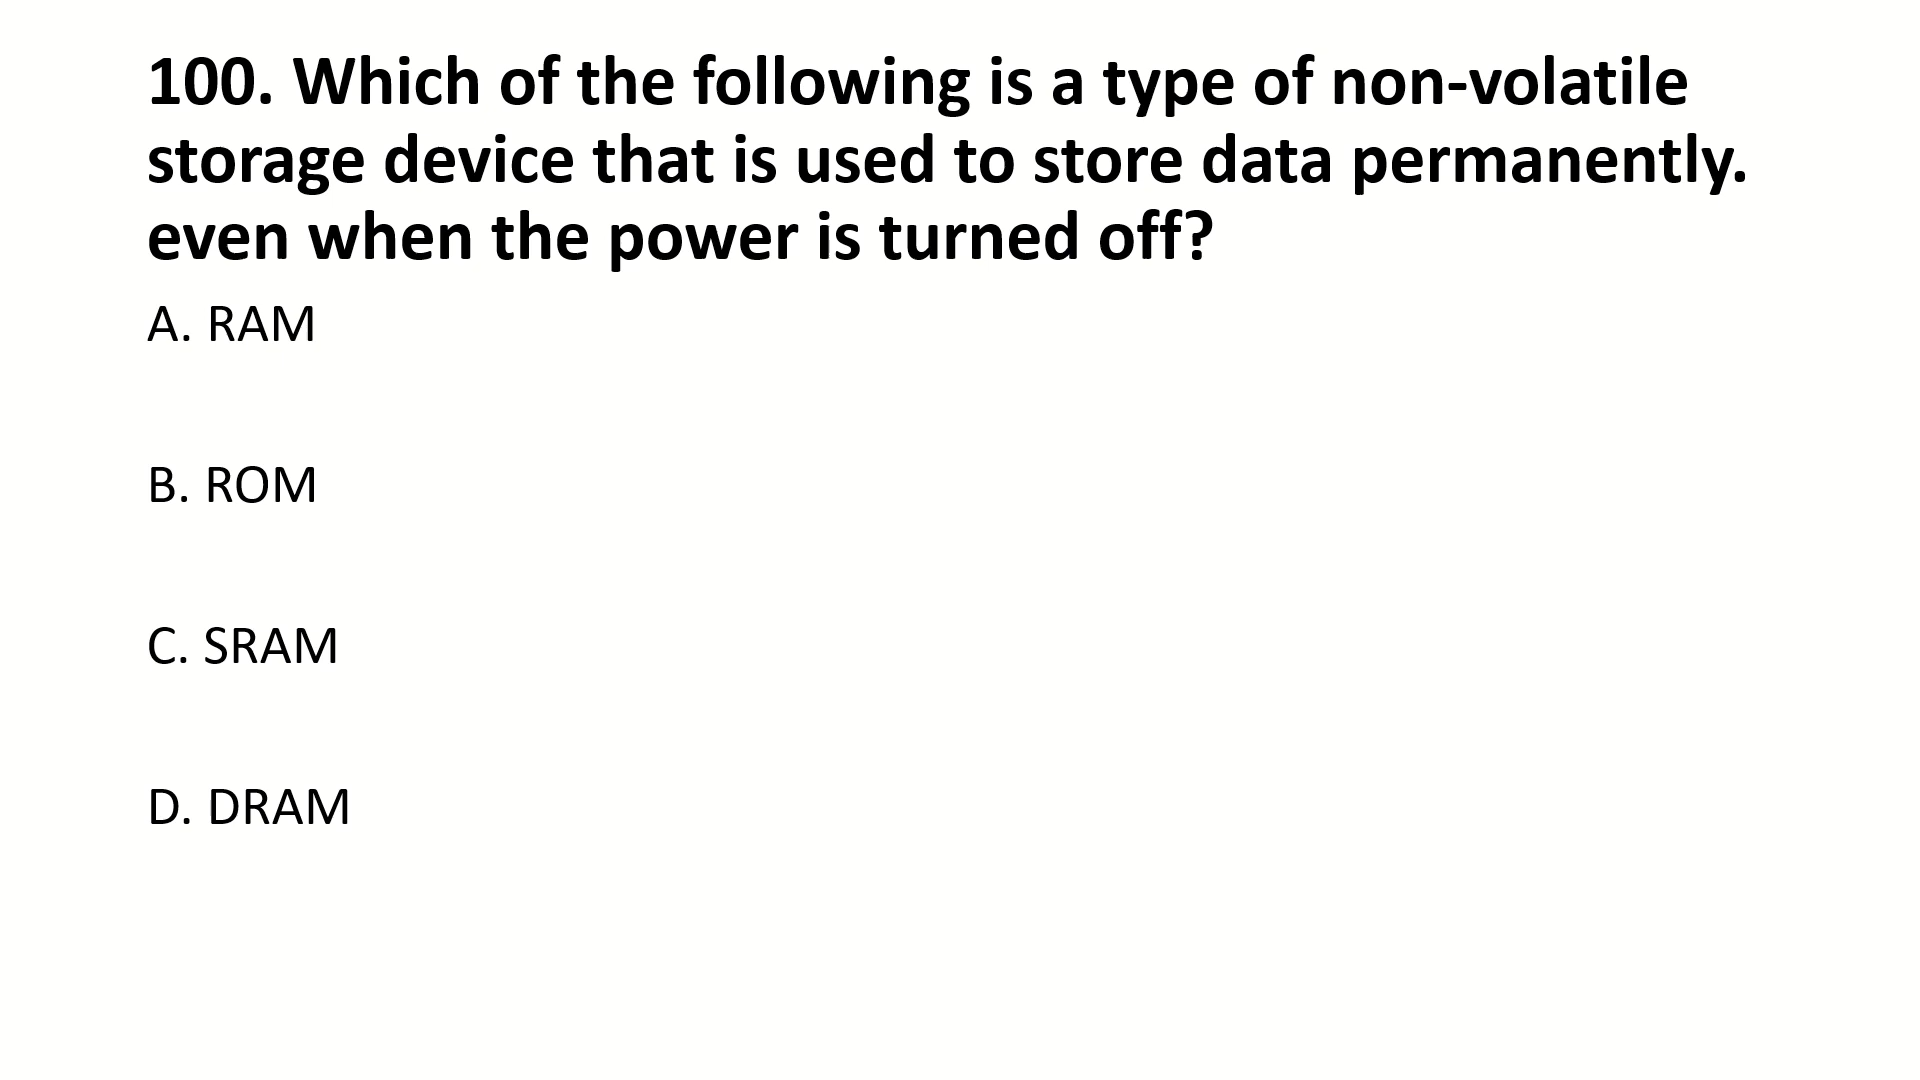 100. Which of the following is a type of non-volatile
storage device that is used to store data permanently.
even when the power is turned off?
A. RAM
B. ROM
C. SRAM
D. DRAM